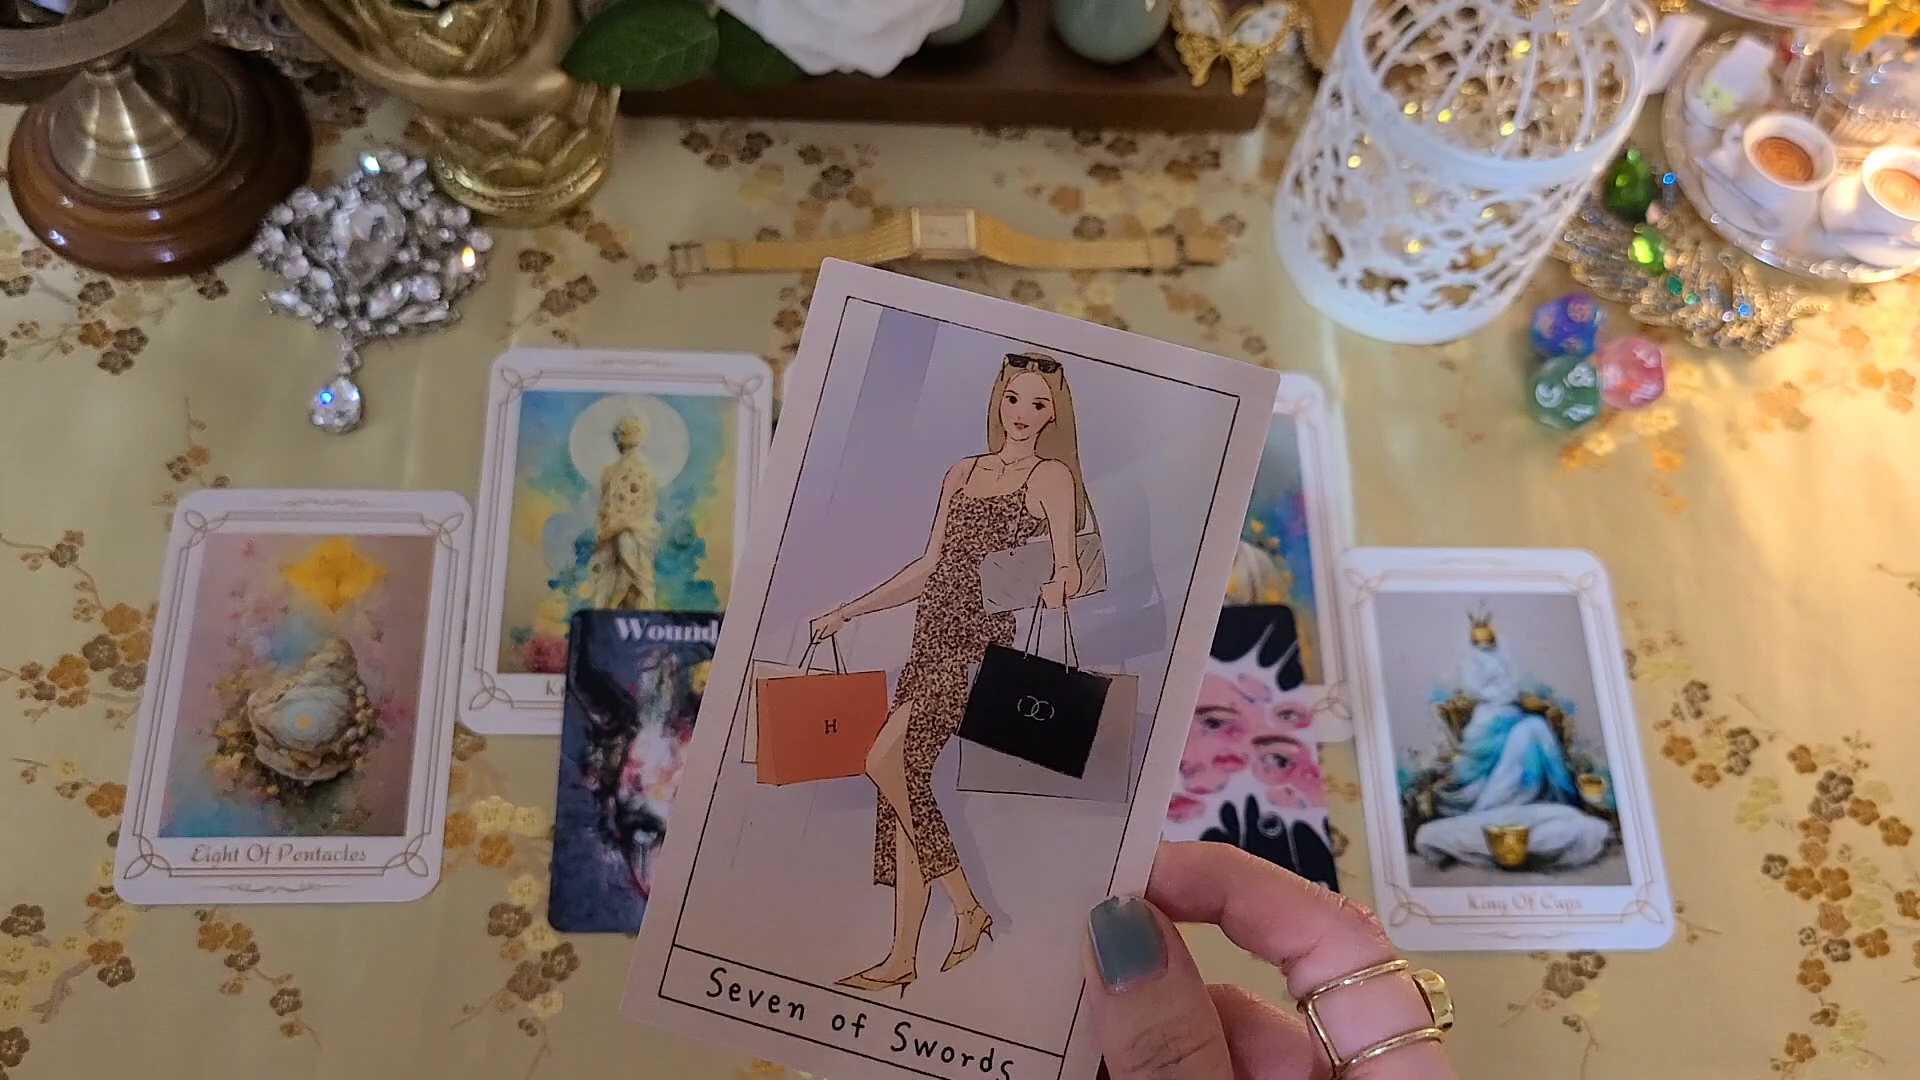 Wound
H
Eight Of Pentacles
King Of Cups
Seven of Swords